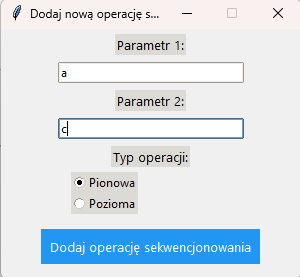 Dodaj nową operację s...
Parametr 1:
a
Parametr 2:
c
Typ operacji:
Pionowa
Pozioma
Dodaj operację sekwencjonowania